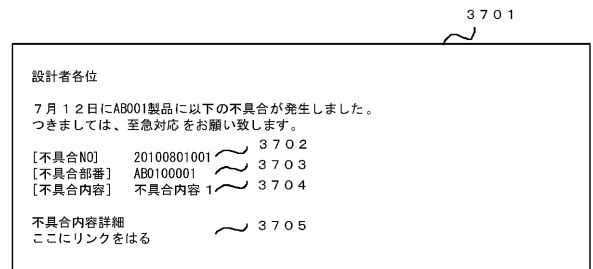 ３７０１
設計者各位
７月１２日にAB001製品に以下の不具合が発生しました。
つきましては、至急対応をお願い致します。
[不具合NO] 20100801001 ３７０２
[不具合部番] AB0100001 ３７０３
[不具合内容] 不具合内容１ ３７０４
不具合内容詳細
ここにリンクをはる ３７０５